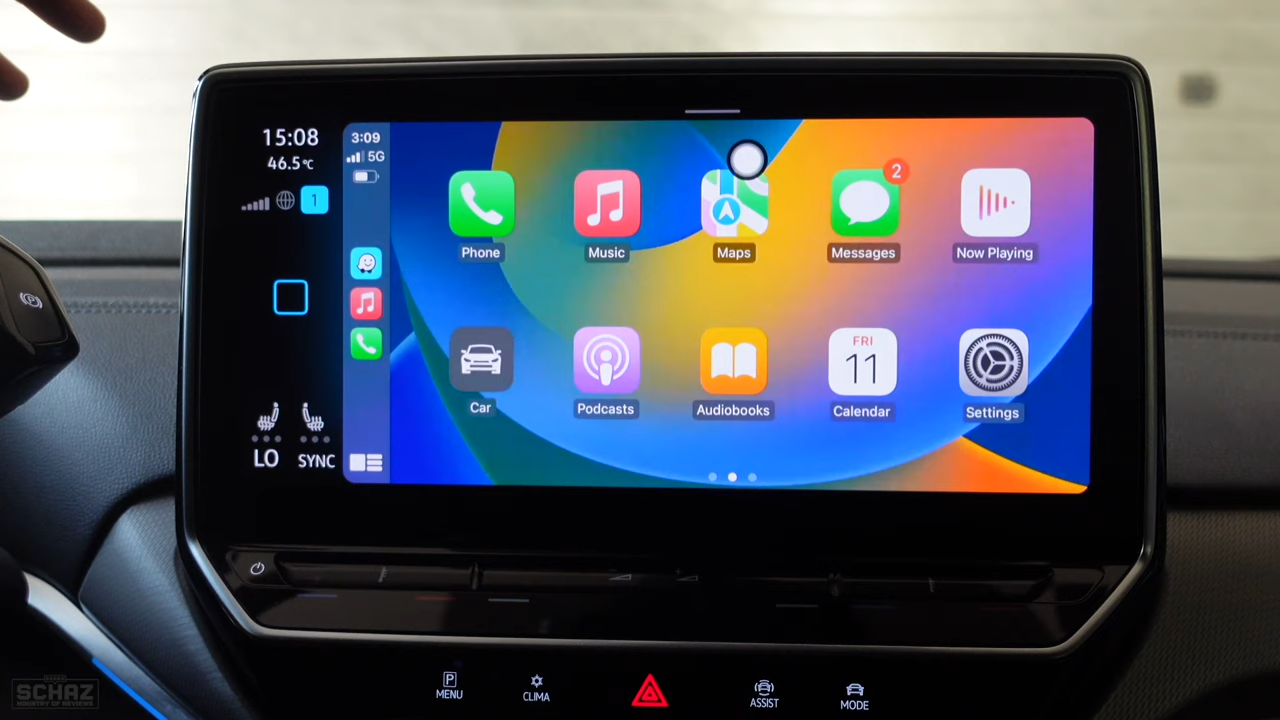 15:08
46.5°C
1
3:09
5G
Phone
Music
Maps
2
Messages
Now Playing
Car
Podcasts
Audiobooks
FRI
11
Calendar
Settings
LO
SYNC
P
P
MENU
CLIMA
ASSIST
MODE
SCHAZ
MINISTRY OF REVIEWS